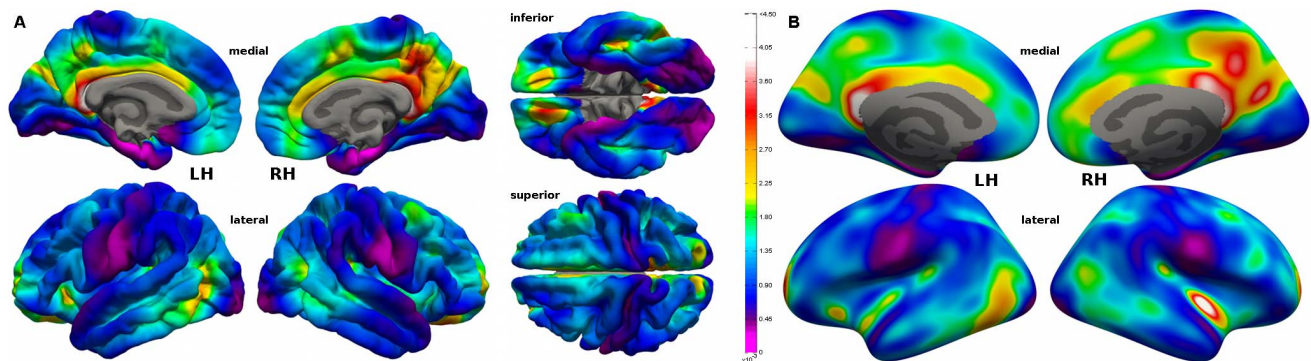 A
medial
LH
RH
lateral
inferior
superior
<4.50
4.05
3.60
3.15
2.70
2.25
1.80
1.35
0.90
0.46
0
B
medial
LH
RH
lateral